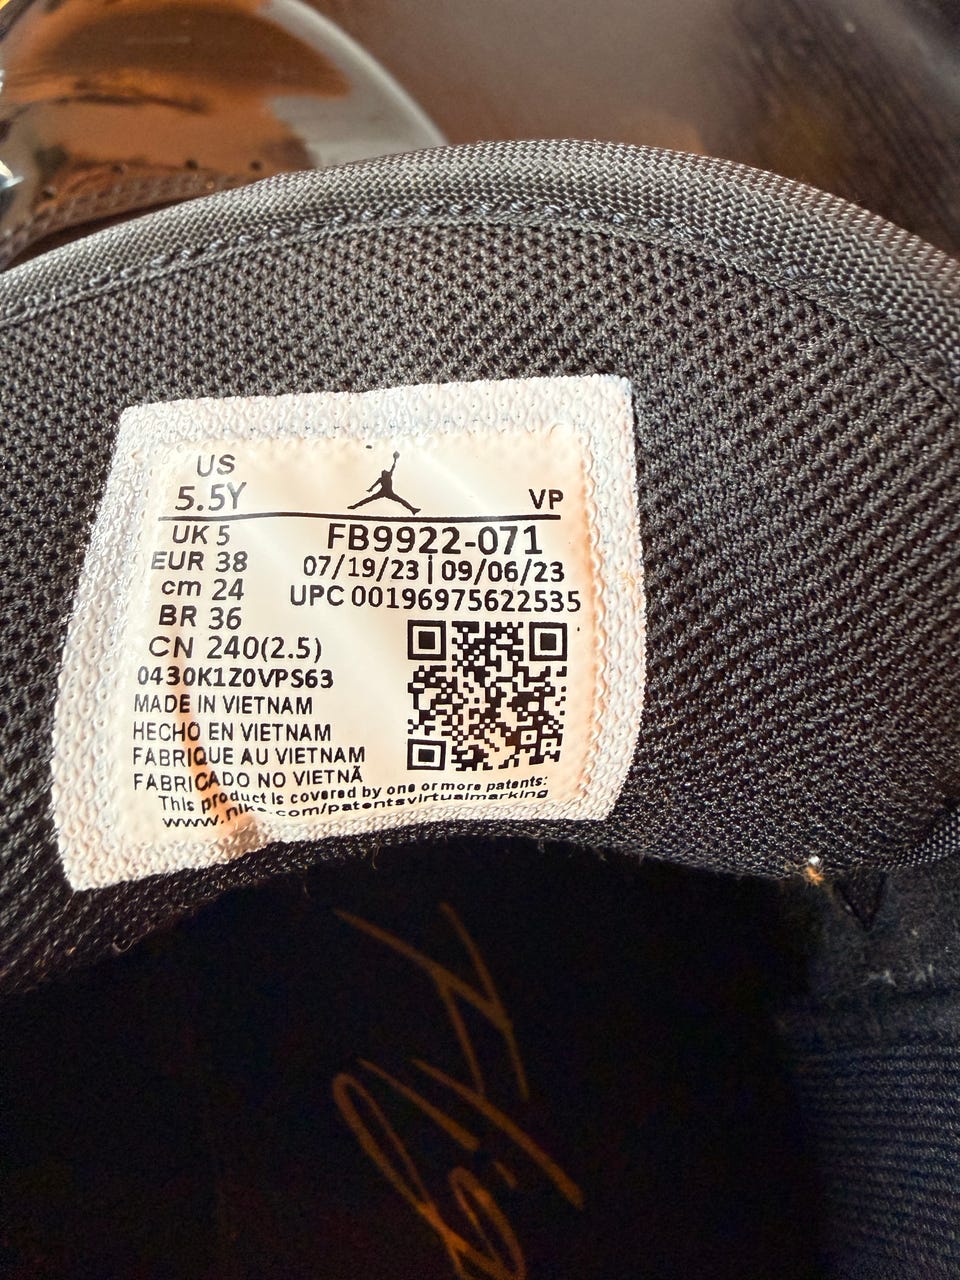 US
5.5Y
VP
UK 5
FB9922-071
EUR 38
07/19/23 | 09/06/23
cm 24
UPC 00196975622535
BR 36
CN 240(2.5)
0430K1Z0VPS63
MADE IN VIETNAM
HECHO EN VIETNAM
FABRIQUE AU VIETNAM
FABRICADO NO VIETNÃ
This product is covered by one or more patents:
www.nike.com/patentsvirtualmarking